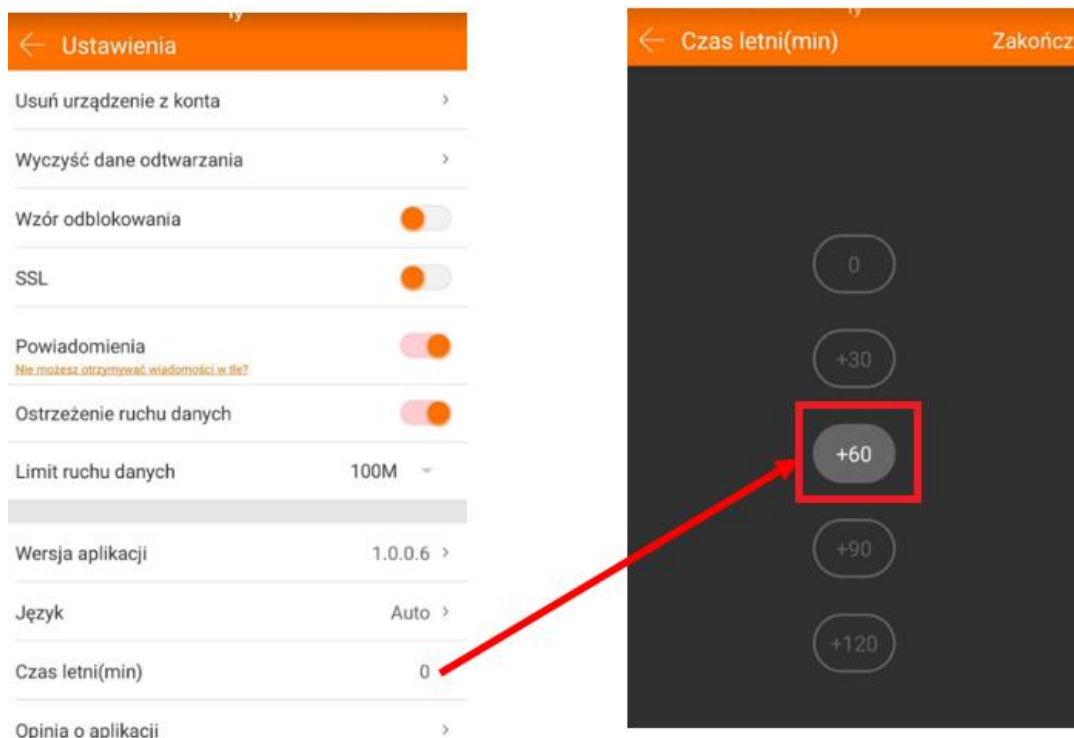 Ustawienia
Usuń urządzenie z konta
Wyczyść dane odtwarzania
Wzór odblokowania
SSL
Powiadomienia
Nie możesz otrzymywać wiadomości w tle?
Ostrzeżenie ruchu danych
Limit ruchu danych 100M
Wersja aplikacji 1.0.0.6
Język Auto
Czas letni(min) 0
Opinia o aplikacji
Czas letni(min) Zakończ
0
+30
+60
+90
+120